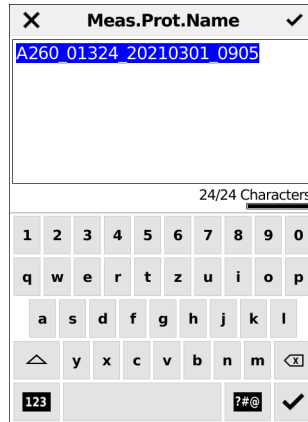 Meas.Prot.Name
A260_01324_20210301_0905
24/24 Characters
1 2 3 4 5 6 7 8 9 0
q w e r t z u i o p
a s d f g h j k l
y x c v b n m
123 ?#@